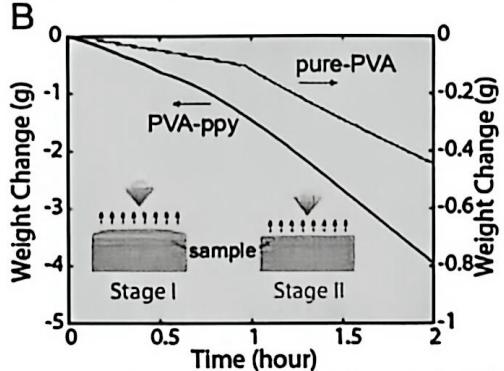 B
0
-1
-2
-3
-4
-5
Weight Change (g)
0
-0.2
-0.4
-0.6
-0.8
-1
Weight Change (g)
pure-PVA
PVA-ppy
sample
Stage I
Stage II
0
0.5
1
1.5
2
Time (hour)